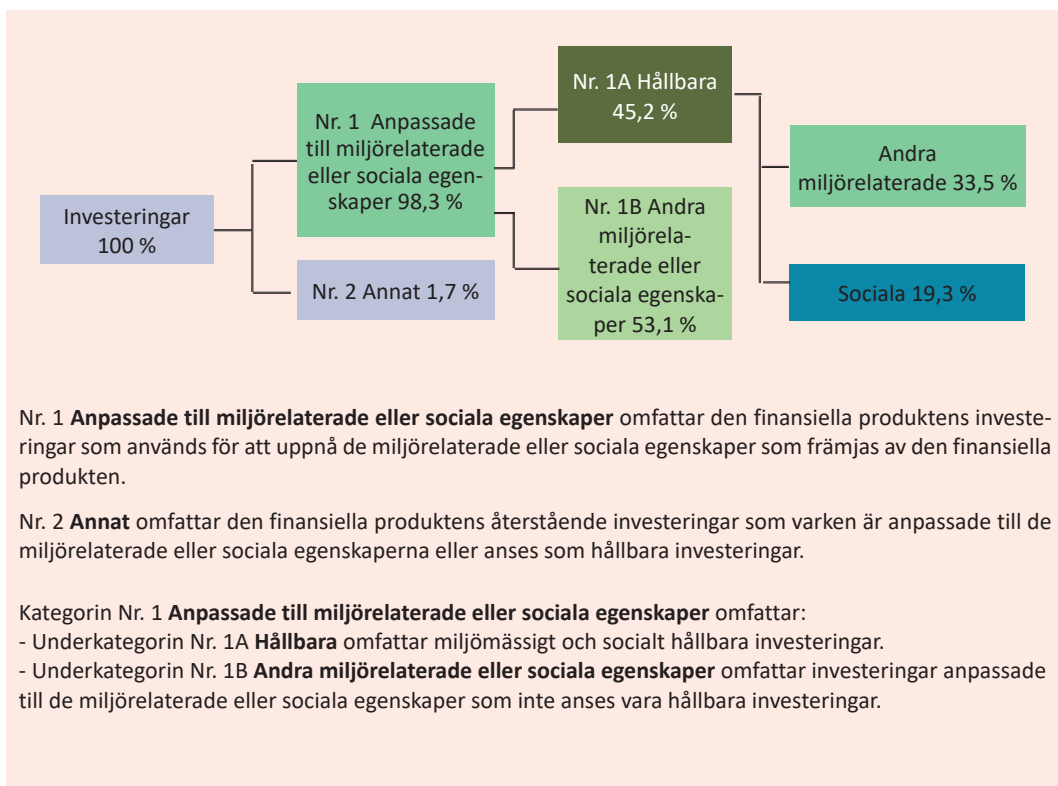 Investeringar
100 %
Nr. 1 Anpassade
till miljörelaterade
eller sociala egen-
skaper 98,3 %
Nr. 2 Annat 1,7 %
Nr. 1A Hållbara
45,2 %
Nr. 1B Andra
miljörela-
terade eller
sociala egenska-
per 53,1 %
Andra
miljörelaterade 33,5 %
Sociala 19,3 %
Nr. 1 Anpassade till miljörelaterade eller sociala egenskaper omfattar den finansiella produktens investe-
ringar som används för att uppnå de miljörelaterade eller sociala egenskaper som främjas av den finansiella
produkten.
Nr. 2 Annat omfattar den finansiella produktens återstående investeringar som varken är anpassade till de
miljörelaterade eller sociala egenskaperna eller anses som hållbara investeringar.
Kategorin Nr. 1 Anpassade till miljörelaterade eller sociala egenskaper omfattar:
- Underkategorin Nr. 1A Hållbara omfattar miljömässigt och socialt hållbara investeringar.
- Underkategorin Nr. 1B Andra miljörelaterade eller sociala egenskaper omfattar investeringar anpassade
till de miljörelaterade eller sociala egenskaper som inte anses vara hållbara investeringar.